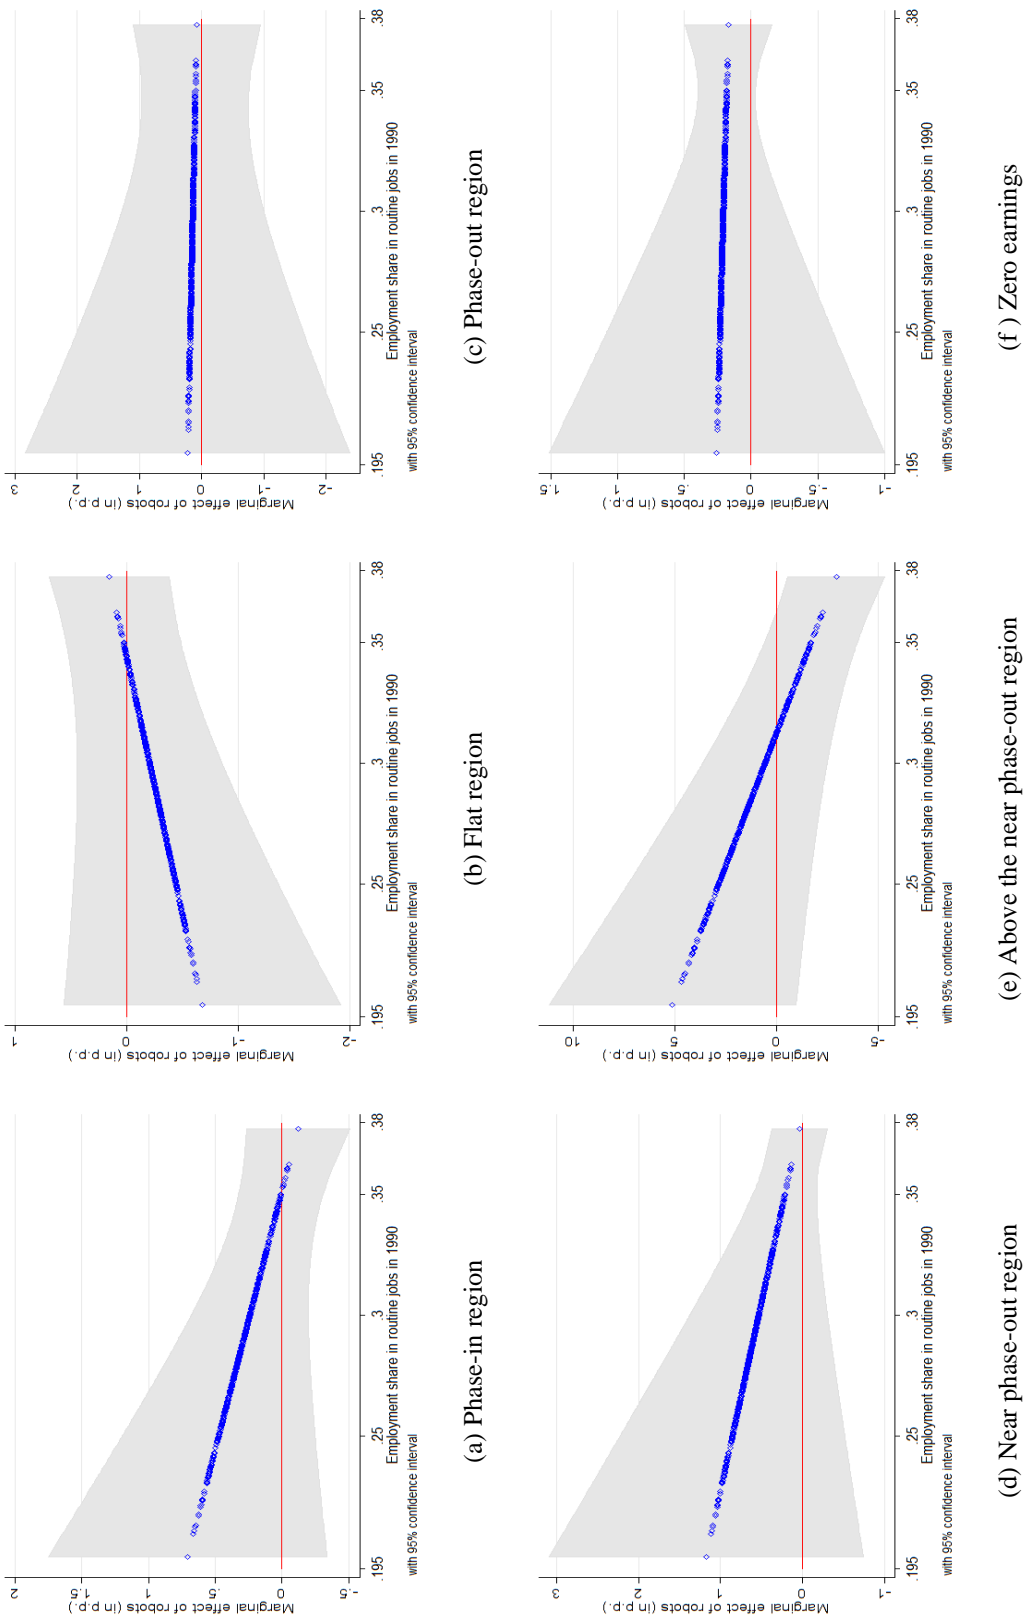 Marginal effect of robots (in p.p.)
2
1.5
1
.5
0
-.5
.195
.25
.3
.35
.38
Employment share in routine jobs in 1990
with 95% confidence interval
(a) Phase-in region
Marginal effect of robots (in p.p.)
1
0
-1
-2
.195
.25
.3
.35
.38
Employment share in routine jobs in 1990
with 95% confidence interval
(b) Flat region
Marginal effect of robots (in p.p.)
3
2
1
0
-1
-2
.195
.25
.3
.35
.38
Employment share in routine jobs in 1990
with 95% confidence interval
(c) Phase-out region
Marginal effect of robots (in p.p.)
3
2
1
0
-1
.195
.25
.3
.35
.38
Employment share in routine jobs in 1990
with 95% confidence interval
(d) Near phase-out region
Marginal effect of robots (in p.p.)
10
5
0
-5
.195
.25
.3
.35
.38
Employment share in routine jobs in 1990
with 95% confidence interval
(e) Above the near phase-out region
Marginal effect of robots (in p.p.)
1.5
1
.5
0
-.5
-1
.195
.25
.3
.35
.38
Employment share in routine jobs in 1990
with 95% confidence interval
(f ) Zero earnings